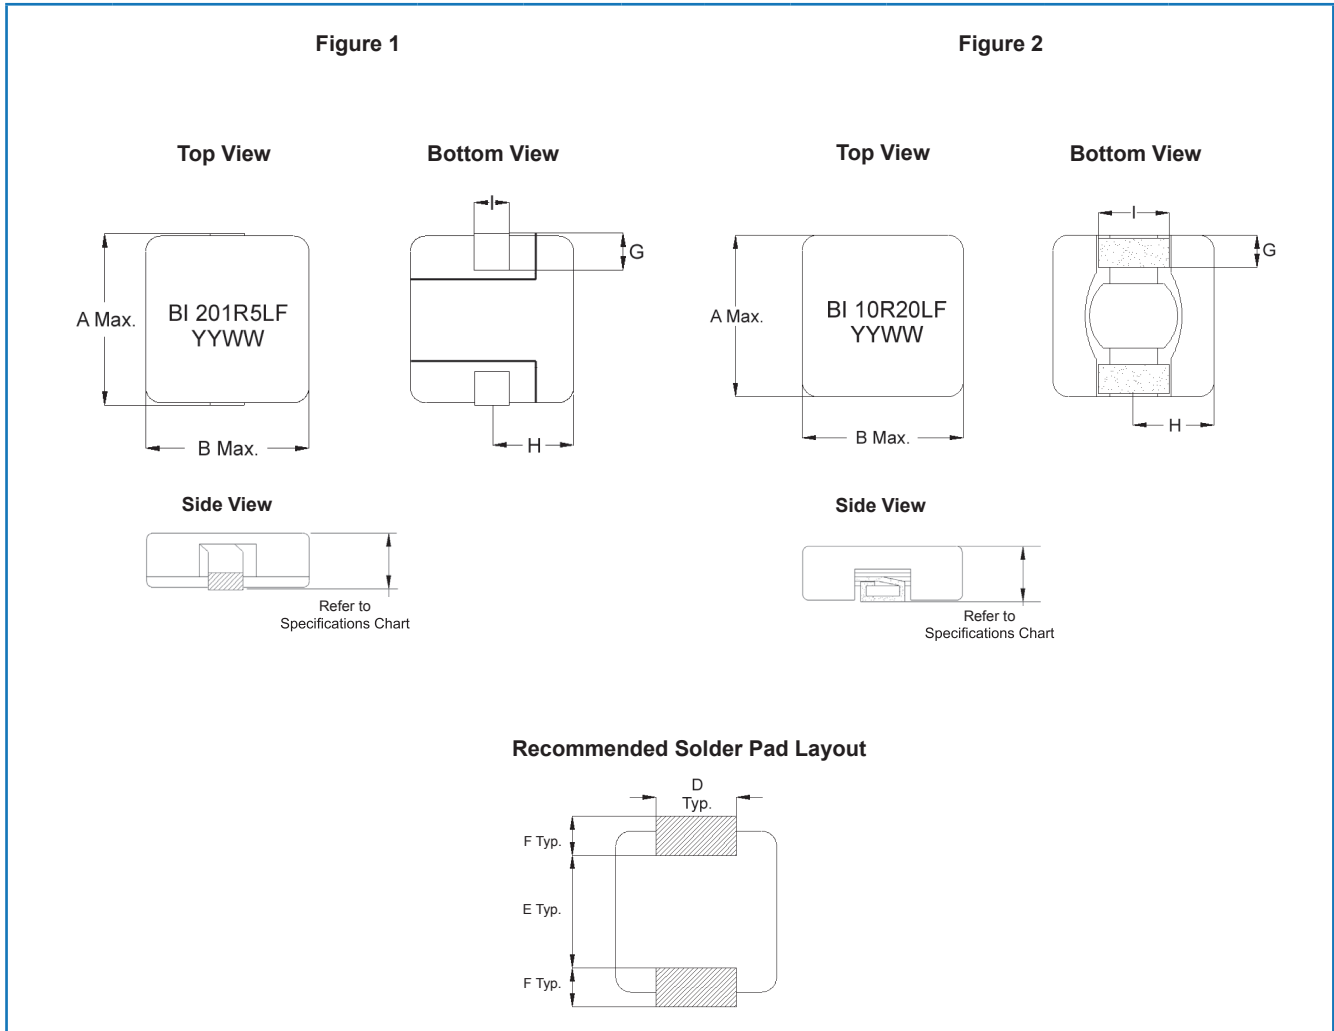 Figure 1
Figure 2
Top View
Bottom View
Top View
Bottom View
I
G
A Max.
BI 201R5LF
YYWW
B Max.
H
I
G
A Max.
BI 10R20LF
YYWW
B Max.
H
Side View
Refer to
Specifications Chart
Side View
Refer to
Specifications Chart
Recommended Solder Pad Layout
D
Typ.
F Typ.
E Typ.
F Typ.